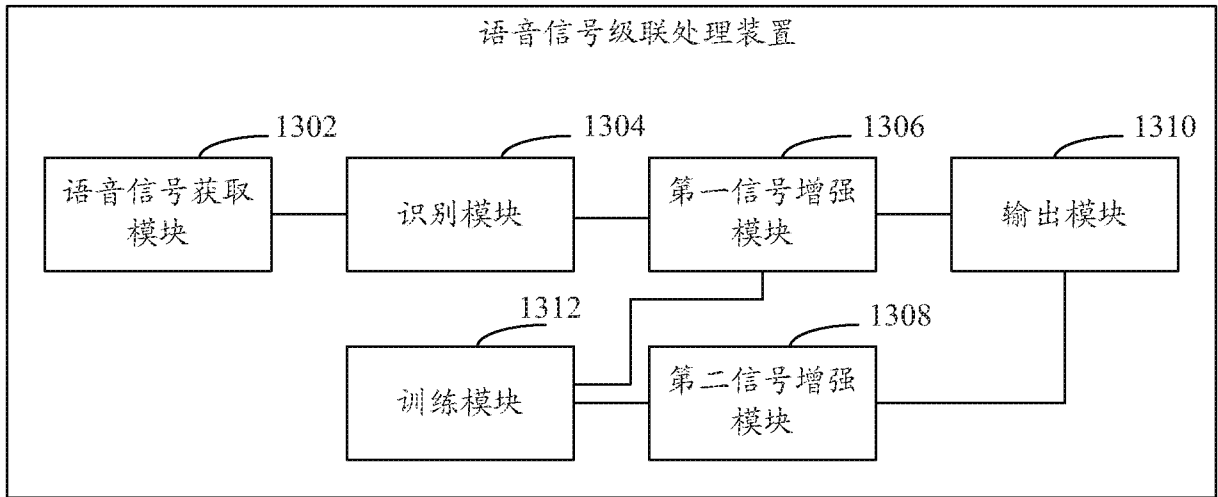 语音信号级联处理装置
1302
1304
1306
1310
语音信号获取
模块
识别模块
第一信号增强
模块
输出模块
1312
1308
训练模块
第二信号增强
模块